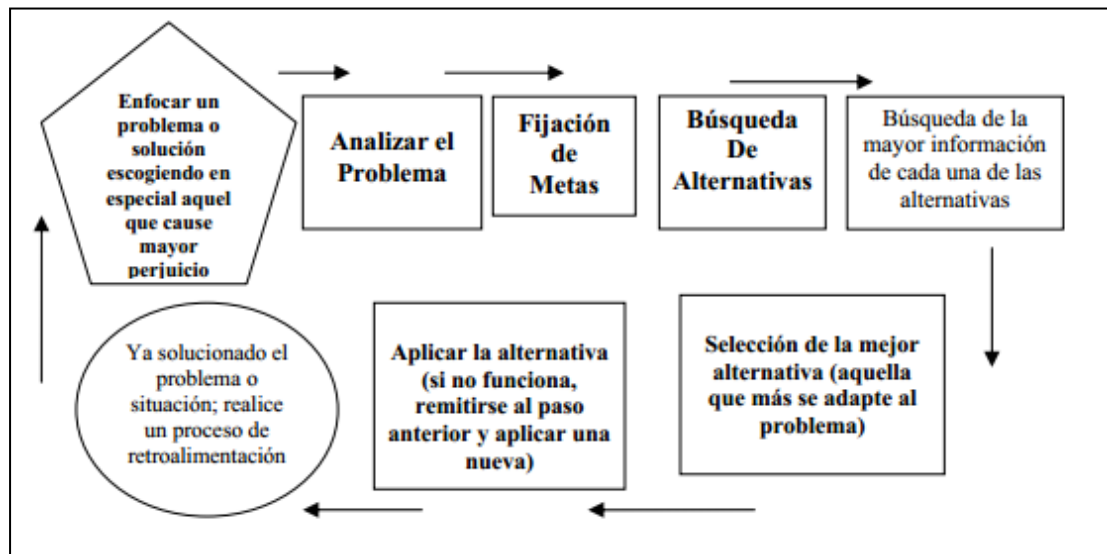 Enfocar un
problema o
solución
escogiendo en
especial aquel
que cause
mayor
perjuicio
Analizar el
Problema
Fijación
de
Metas
Búsqueda
De
Alternativas
Búsqueda de la
mayor información
de cada una de las
alternativas
Selección de la mejor
alternativa (aquella
que más se adapte al
problema)
Aplicar la alternativa
(si no funciona,
remitirse al paso
anterior y aplicar una
nueva)
Ya solucionado el
problema o
situación; realice
un proceso de
retroalimentación